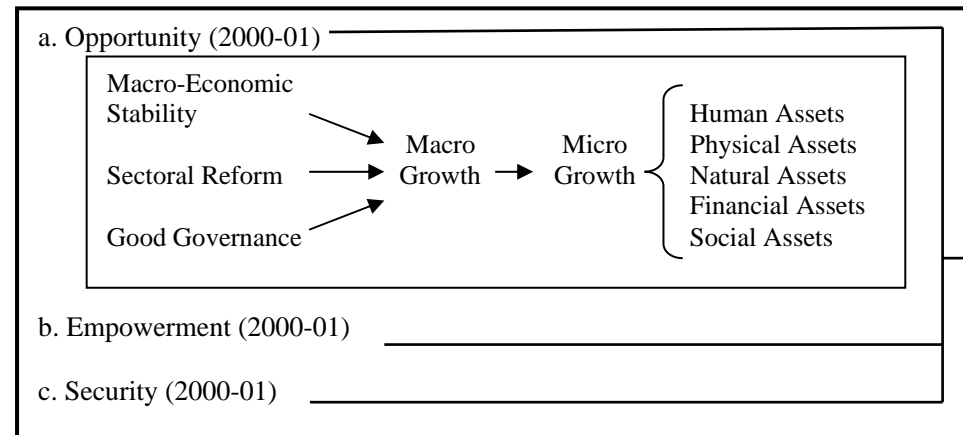 a. Opportunity (2000-01)
Macro-Economic
Stability
Sectoral Reform
Good Governance
Macro
Growth
Micro
Growth
Human Assets
Physical Assets
Natural Assets
Financial Assets
Social Assets
b. Empowerment (2000-01)
c. Security (2000-01)